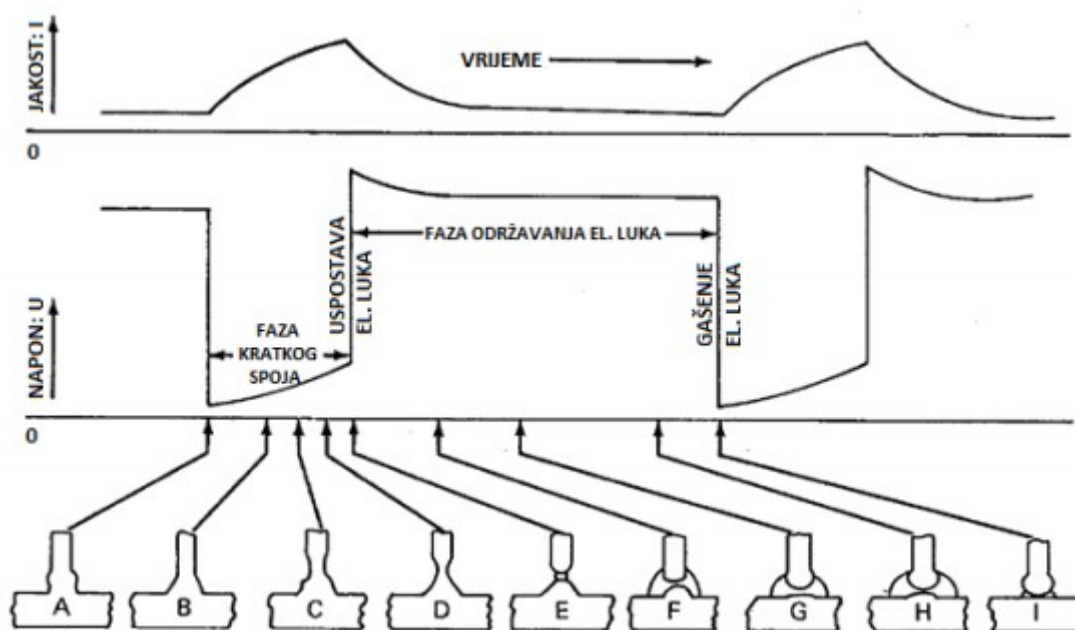 JAKOST: I
VRIJEME
0
NAPON: U
FAZA
KRATKOG
SPOJA
USPOSTAVA
EL. LUKA
FAZA ODRŽAVANJA EL. LUKA
GAŠENJE
EL. LUKA
0
A B C D E F G H I